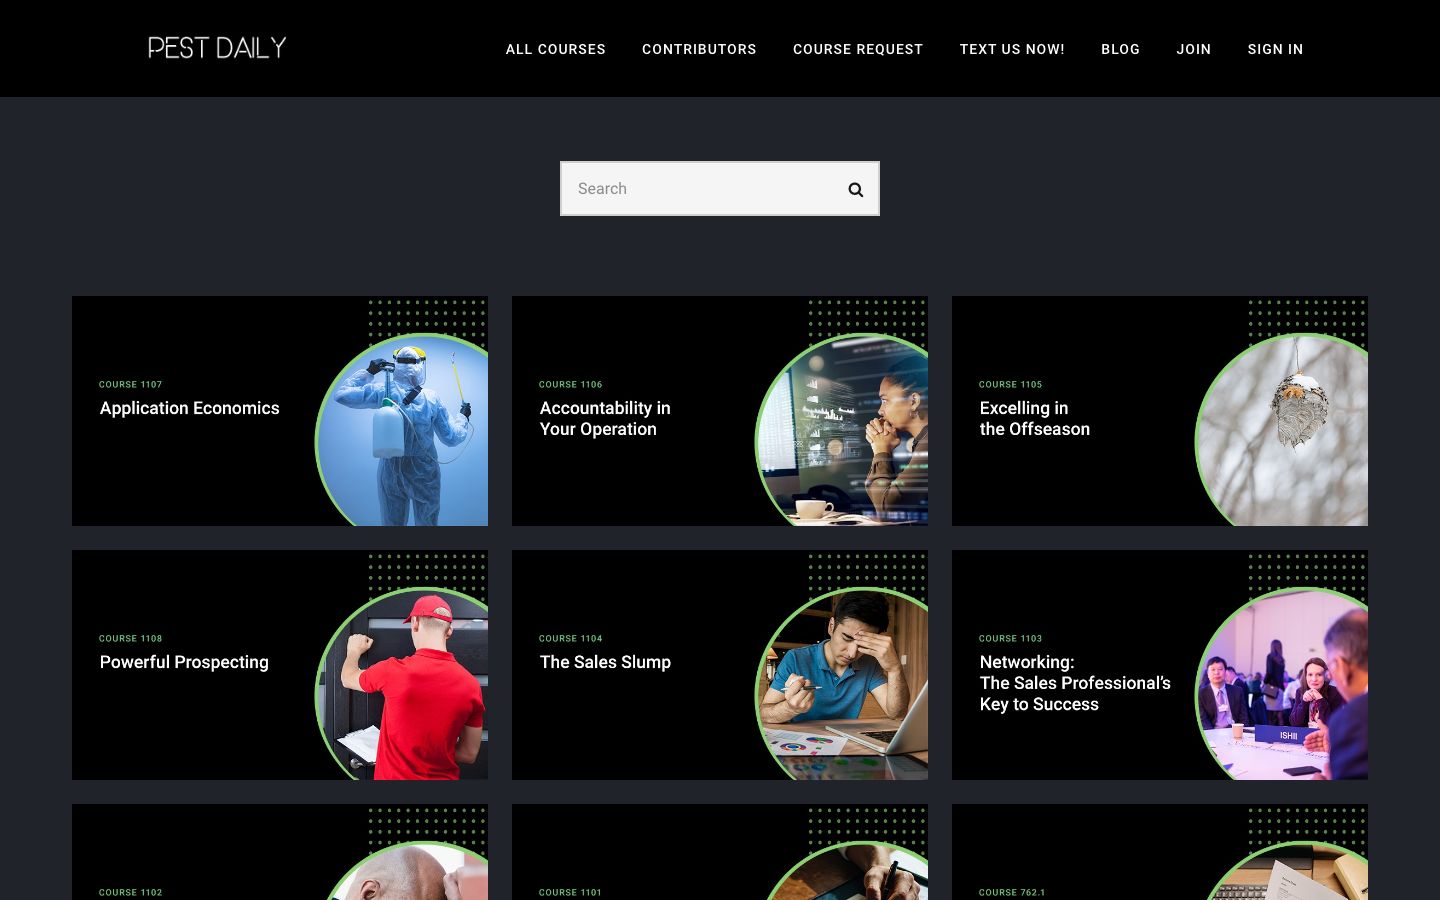 PEST DAILY
ALL COURSES
CONTRIBUTORS
COURSE REQUEST
TEXT US NOW!
BLOG
JOIN
SIGN IN
Search
COURSE 1107
Application Economics
COURSE 1106
Accountability in
Your Operation
COURSE 1105
Excelling in
the Offseason
COURSE 1108
Powerful Prospecting
COURSE 1104
The Sales Slump
COURSE 1103
Networking:
The Sales Professional's
Key to Success
ISHII
COURSE 1102
COURSE 1101
COURSE 762.1